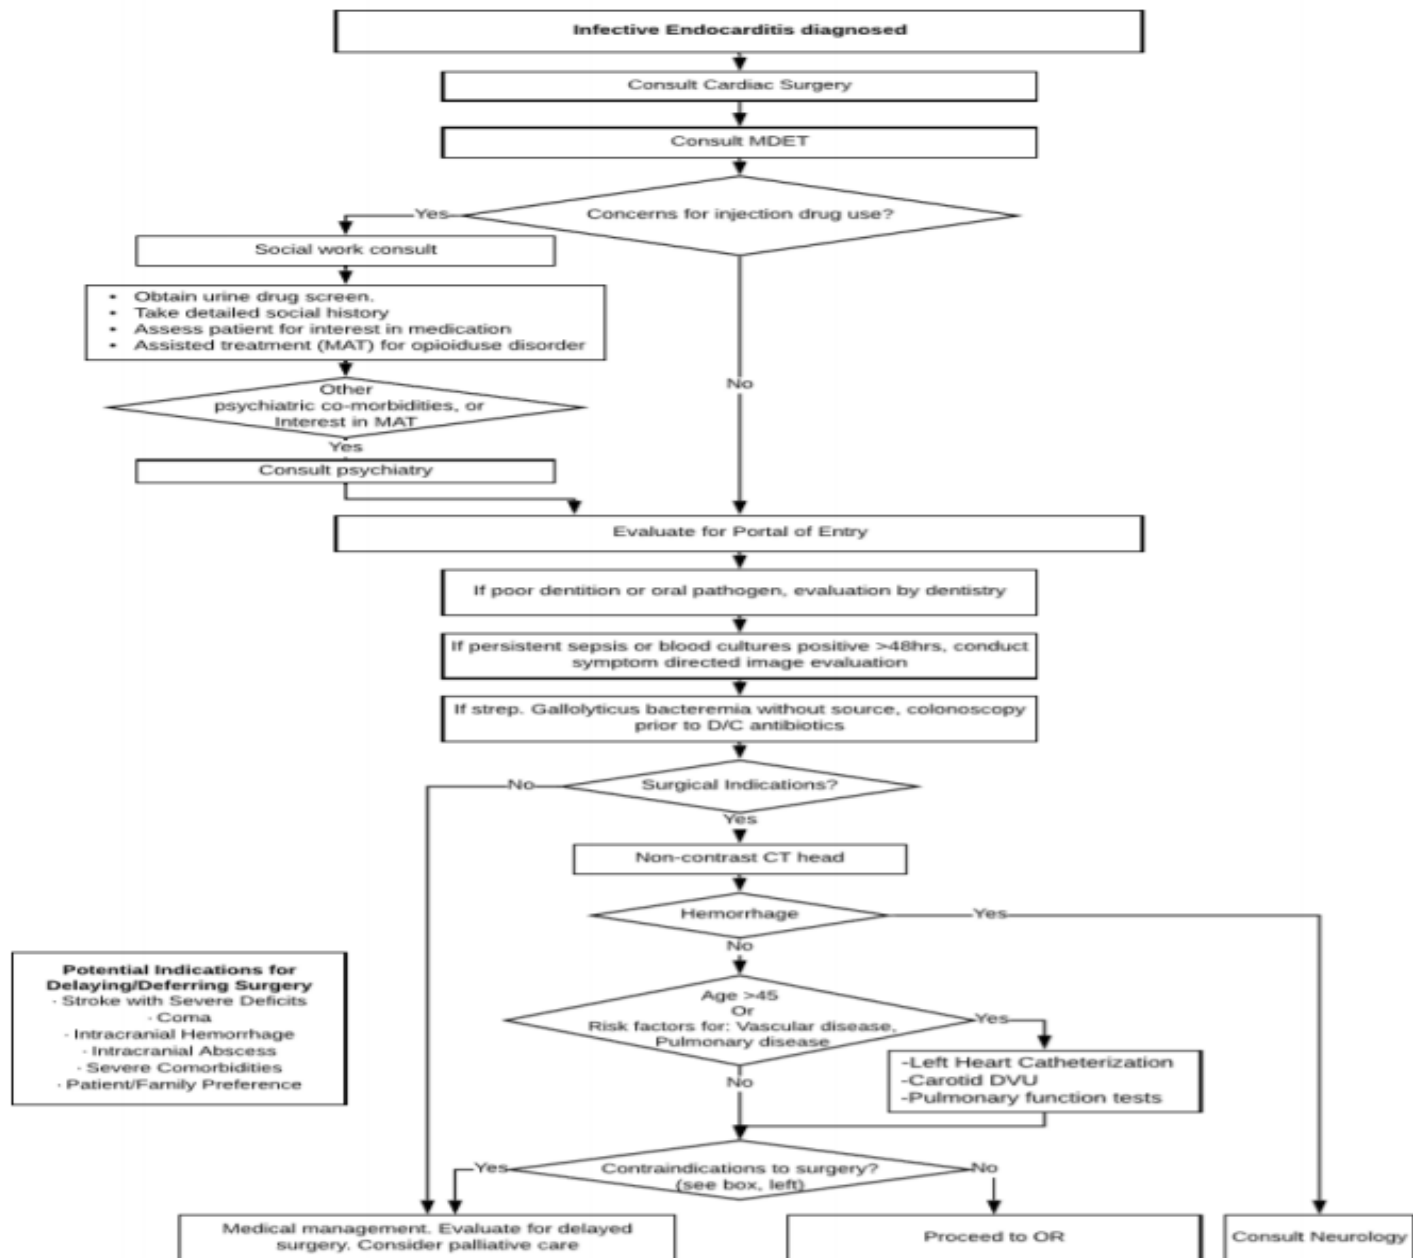 Infective Endocarditis diagnosed
Consult Cardiac Surgery
Consult MDET
Concerns for injection drug use?
Yes
Social work consult
• Obtain urine drug screen.
• Take detailed social history
• Assess patient for interest in medication
• Assisted treatment (MAT) for opioiduse disorder
No
Other
psychiatric co-morbidities, or
Interest in MAT
Yes
Consult psychiatry
Evaluate for Portal of Entry
If poor dentition or oral pathogen, evaluation by dentistry
If persistent sepsis or blood cultures positive >48hrs, conduct
symptom directed image evaluation
If strep. Gallolyticus bacteremia without source, colonoscopy
prior to D/C antibiotics
No
Surgical Indications?
Yes
Non-contrast CT head
Hemorrhage
Yes
No
Potential Indications for
Delaying/Deferring Surgery
· Stroke with Severe Deficits
· Coma
· Intracranial Hemorrhage
· Intracranial Abscess
· Severe Comorbidities
· Patient/Family Preference
Age >45
Or
Risk factors for: Vascular disease,
Pulmonary disease
Yes
-Left Heart Catheterization
-Carotid DVU
-Pulmonary function tests
No
Yes
Contraindications to surgery?
(see box, left)
No
Medical management. Evaluate for delayed
surgery. Consider palliative care
Proceed to OR
Consult Neurology